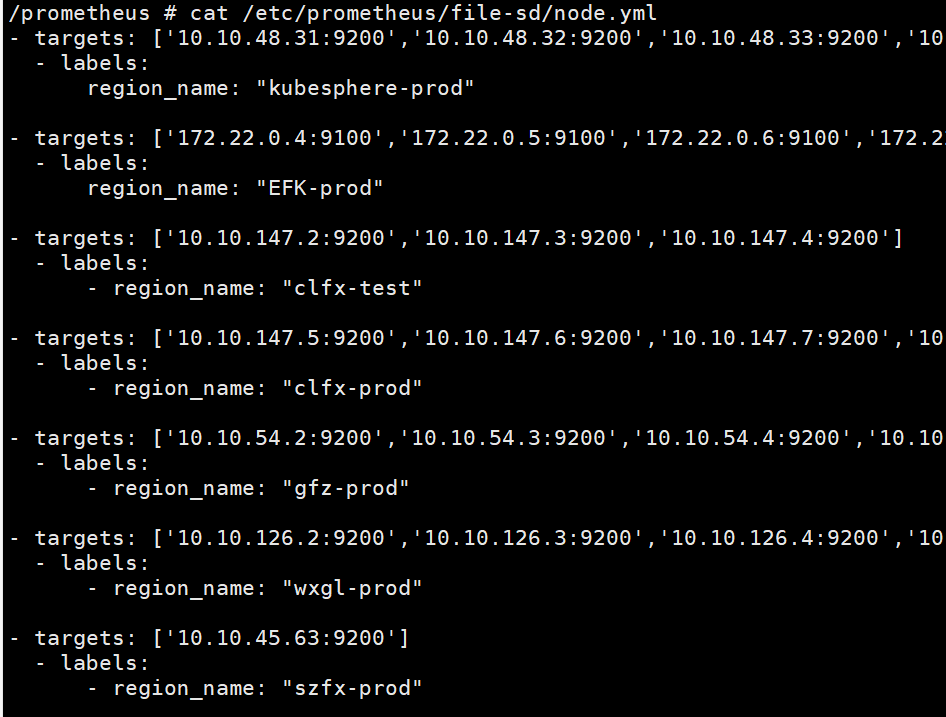 /prometheus # cat /etc/prometheus/file-sd/node.yml
- targets: ['10.10.48.31:9200','10.10.48.32:9200','10.10.48.33:9200','10
  - labels:
      region_name: "kubesphere-prod"

- targets: ['172.22.0.4:9100','172.22.0.5:9100','172.22.0.6:9100','172.2
  - labels:
      region_name: "EFK-prod"

- targets: ['10.10.147.2:9200','10.10.147.3:9200','10.10.147.4:9200']
  - labels:
      - region_name: "clfx-test"

- targets: ['10.10.147.5:9200','10.10.147.6:9200','10.10.147.7:9200','10
  - labels:
      - region_name: "clfx-prod"

- targets: ['10.10.54.2:9200','10.10.54.3:9200','10.10.54.4:9200','10.10
  - labels:
      - region_name: "gfz-prod"

- targets: ['10.10.126.2:9200','10.10.126.3:9200','10.10.126.4:9200','10
  - labels:
      - region_name: "wxgl-prod"

- targets: ['10.10.45.63:9200']
  - labels:
      - region_name: "szfx-prod"